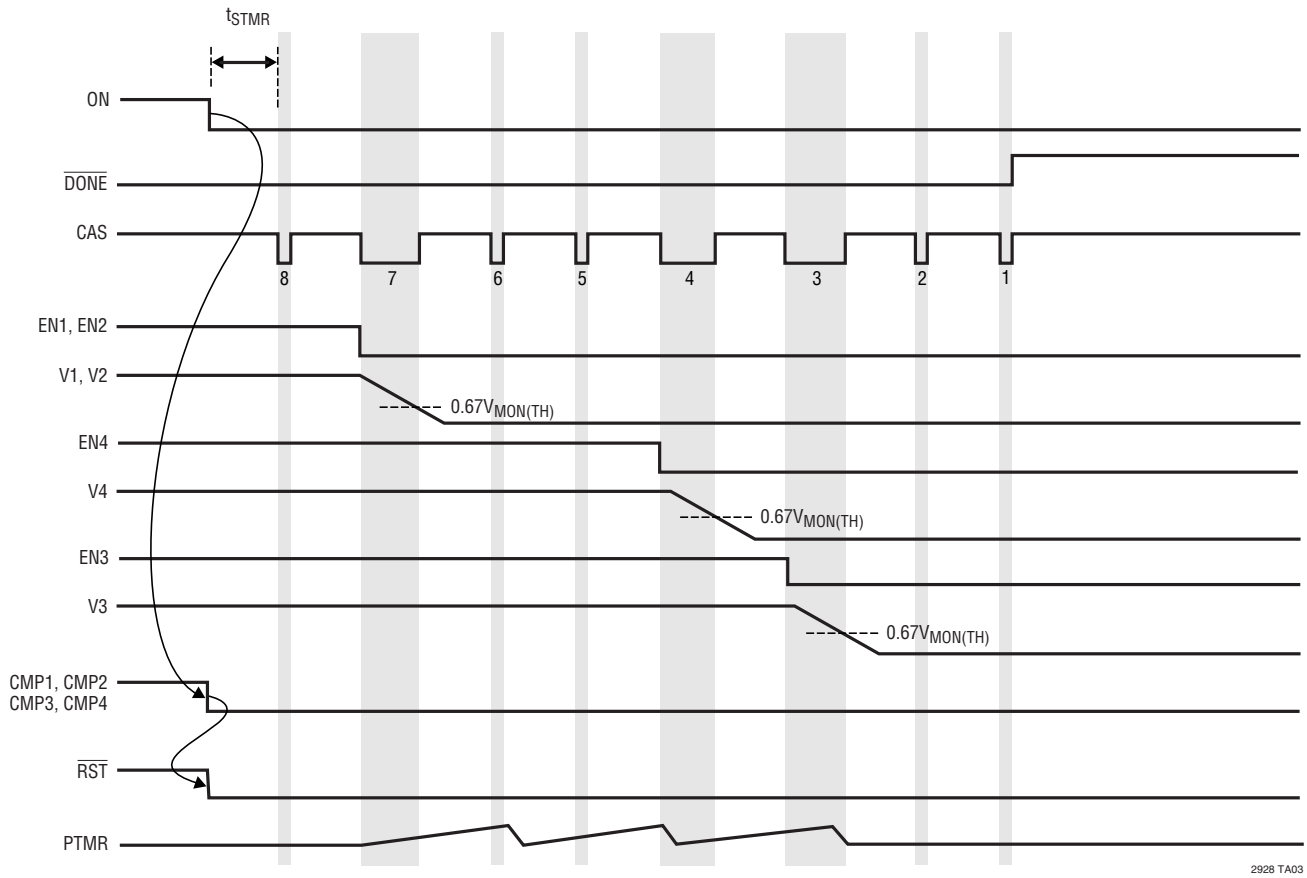 tSTMR
ON
DONE
CAS
8 7 6 5 4 3 2 1
EN1, EN2
V1, V2
0.67VMON(TH)
EN4
V4
0.67VMON(TH)
EN3
V3
0.67VMON(TH)
CMP1, CMP2
CMP3, CMP4
RST
PTMR
2928 TA03